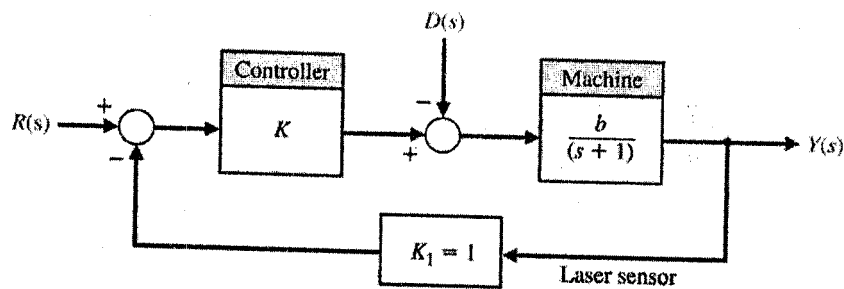 D(s)
Controller
Machine
R(s)
+
−
K
+
−
b
(s + 1)
Y(s)
K₁ = 1
Laser sensor